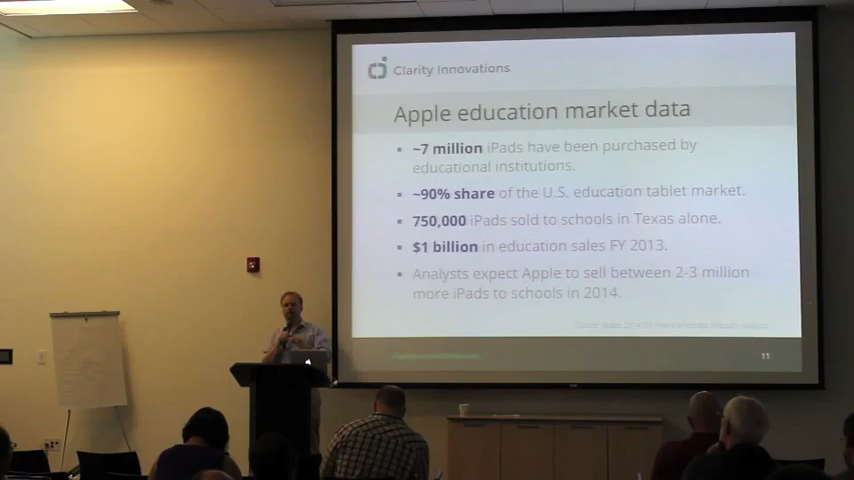 Clarity Innovations
Apple education market data
▪ ~7 million iPads have been purchased by
educational institutions.
▪ ~90% share of the U.S. education tablet market.
▪ 750,000 iPads sold to schools in Texas alone.
▪ $1 billion in education sales FY 2013.
▪ Analysts expect Apple to sell between 2-3 million
more iPads to schools in 2014.
11